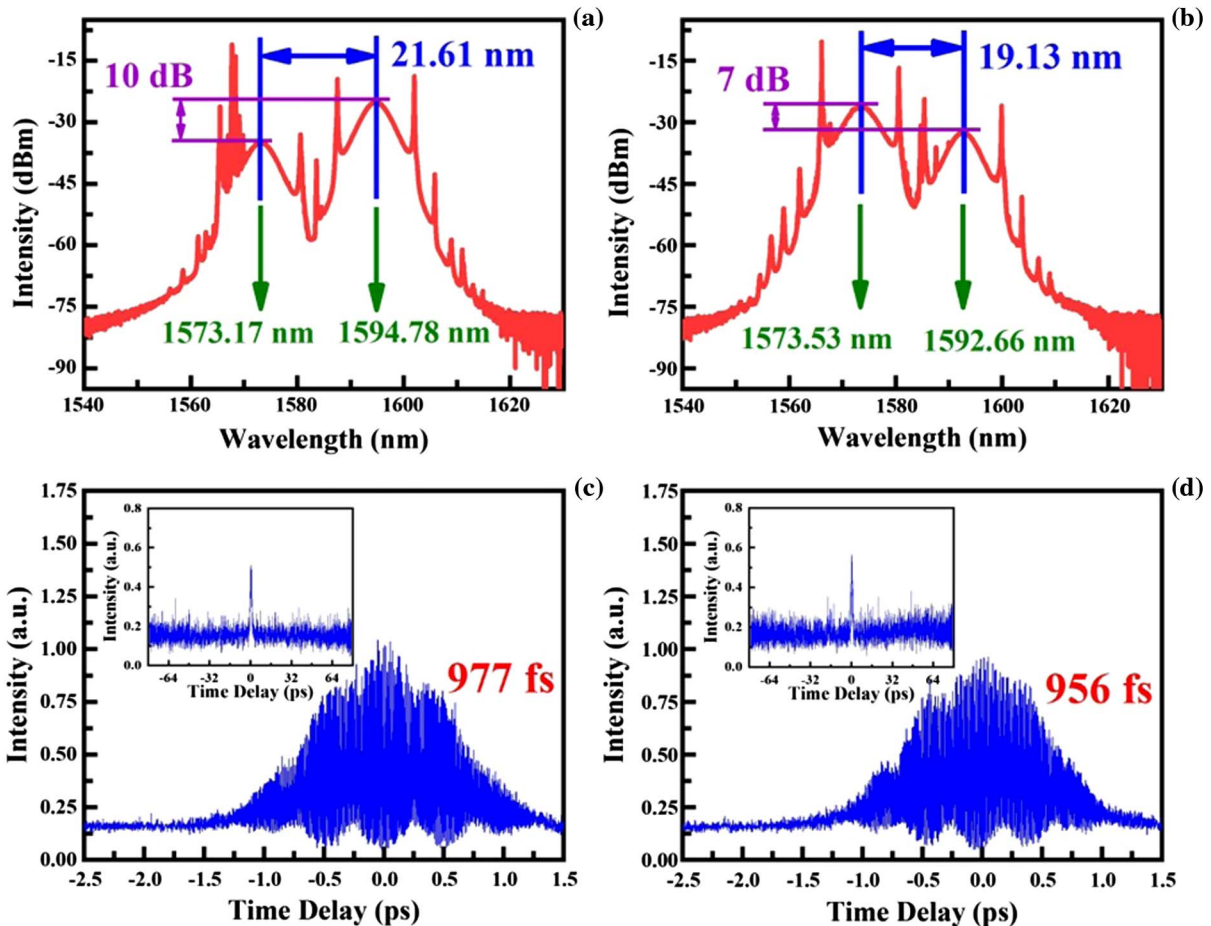 (a)
10 dB
21.61 nm
1573.17 nm
1594.78 nm
Intensity (dBm)
-15
-30
-45
-60
-75
-90
1540
1560
1580
1600
1620
Wavelength (nm)
(b)
7 dB
19.13 nm
1573.53 nm
1592.66 nm
Intensity (dBm)
-15
-30
-45
-60
-75
-90
1540
1560
1580
1600
1620
Wavelength (nm)
(c)
977 fs
Intensity (a.u.)
1.75
1.50
1.25
1.00
0.75
0.50
0.25
0.00
-2.5
-2.0
-1.5
-1.0
-0.5
0.0
0.5
1.0
1.5
Time Delay (ps)
Intensity (a.u.)
0.8
0.6
0.4
0.2
0.0
-64
-32
0
32
64
Time Delay (ps)
(d)
956 fs
Intensity (a.u.)
1.75
1.50
1.25
1.00
0.75
0.50
0.25
0.00
-2.5
-2.0
-1.5
-1.0
-0.5
0.0
0.5
1.0
1.5
Time Delay (ps)
Intensity (a.u.)
0.8
0.6
0.4
0.2
0.0
-64
-32
0
32
64
Time Delay (ps)